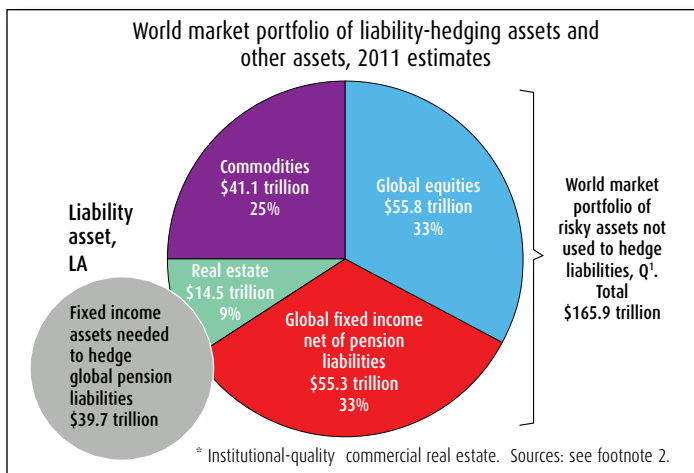 World market portfolio of liability-hedging assets and
other assets, 2011 estimates
Commodities
$41.1 trillion
25%
Global equities
$55.8 trillion
33%
World market
portfolio of
risky assets not
used to hedge
liabilities, Q¹.
Total
$165.9 trillion
Liability
asset,
LA
Real estate
$14.5 trillion
9%
Fixed income
assets needed
to hedge
global pension
liabilities
$39.7 trillion
Global fixed income
net of pension
liabilities
$55.3 trillion
33%
* Institutional-quality commercial real estate. Sources: see footnote 2.